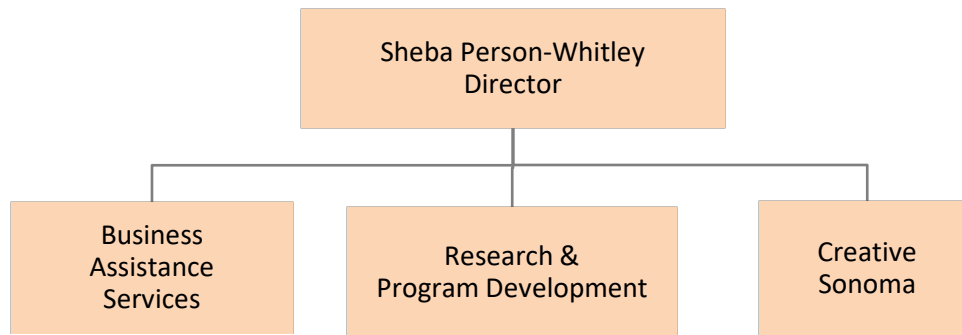 Sheba Person-Whitley
Director
Business
Assistance
Services
Research &
Program Development
Creative
Sonoma